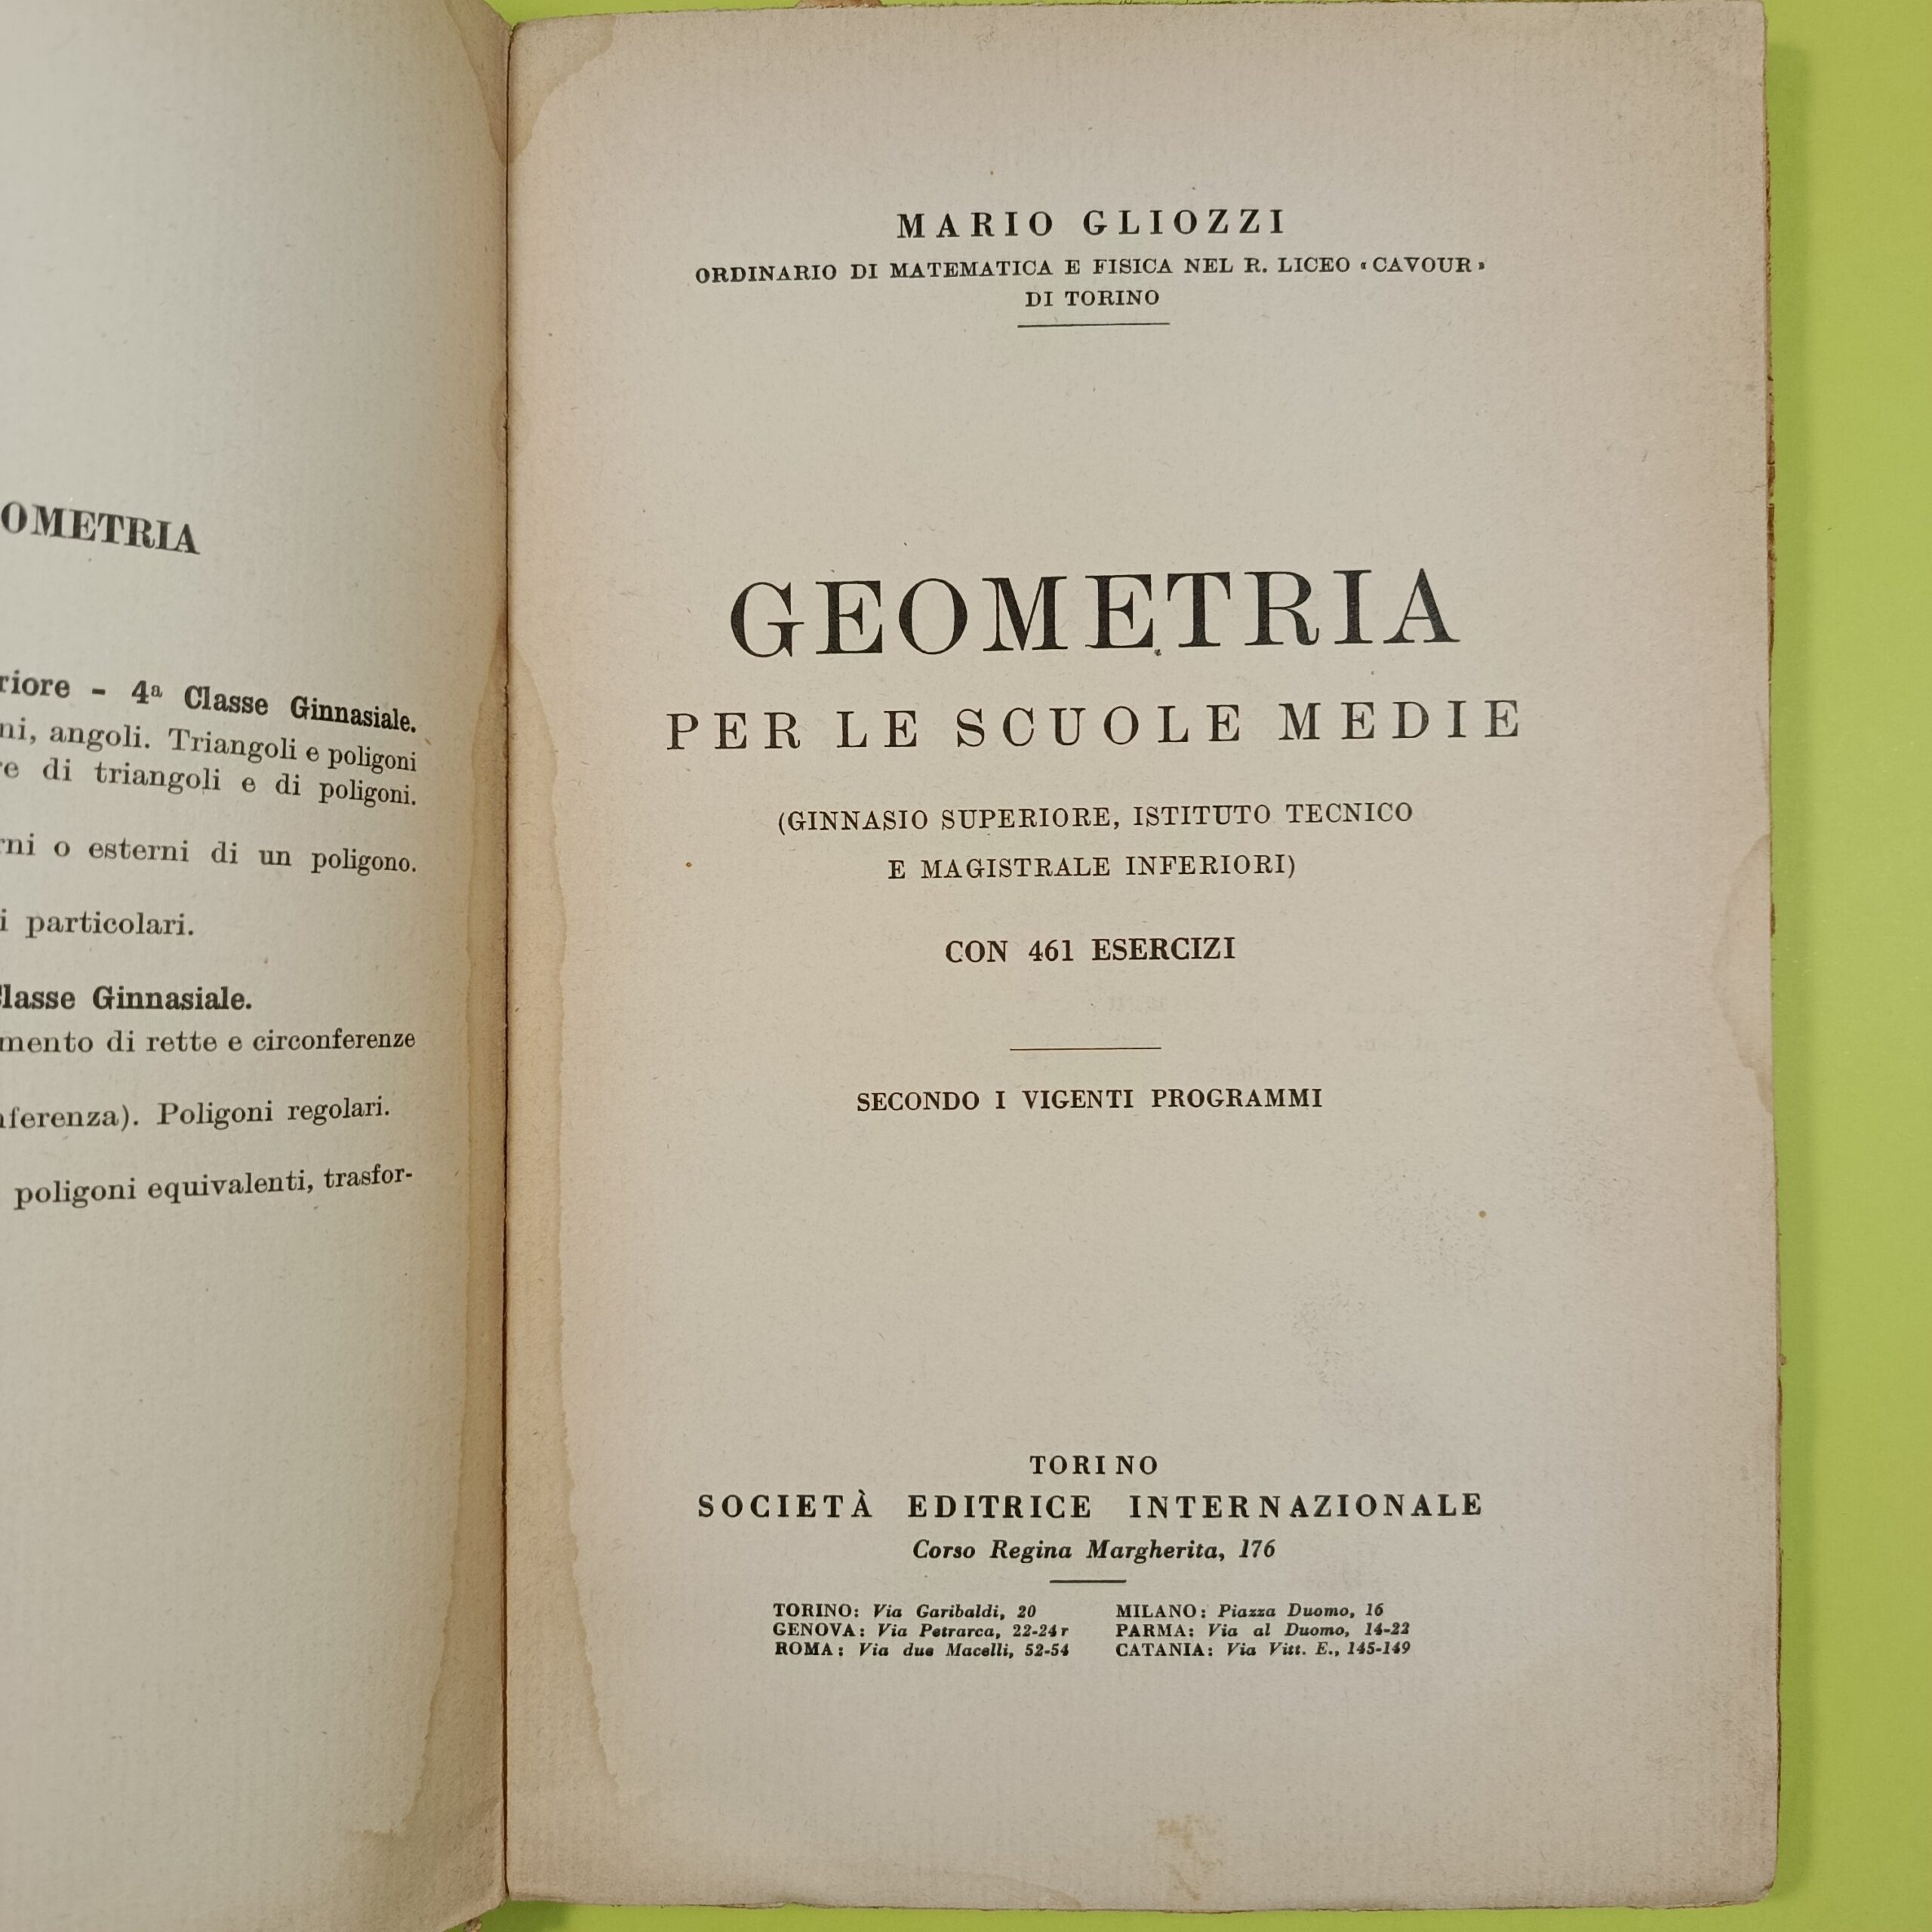 OMETRIA
riore - 4ª Classe Ginnasiale.
ni, angoli. Triangoli e poligoni
re di triangoli e di poligoni.
rni o esterni di un poligono.
i particolari.
lasse Ginnasiale.
mento di rette e circonferenze
nferenza). Poligoni regolari.
poligoni equivalenti, trasfor-
MARIO GLIOZZI
ORDINARIO DI MATEMATICA E FISICA NEL R. LICEO «CAVOUR»
DI TORINO
GEOMETRIA
PER LE SCUOLE MEDIE
(GINNASIO SUPERIORE, ISTITUTO TECNICO
E MAGISTRALE INFERIORI)
CON 461 ESERCIZI
SECONDO I VIGENTI PROGRAMMI
TORINO
SOCIETÀ EDITRICE INTERNAZIONALE
Corso Regina Margherita, 176
TORINO: Via Garibaldi, 20
GENOVA: Via Petrarca, 22-24 r
ROMA: Via due Macelli, 52-54
MILANO: Piazza Duomo, 16
PARMA: Via al Duomo, 14-22
CATANIA: Via Vitt. E., 145-149